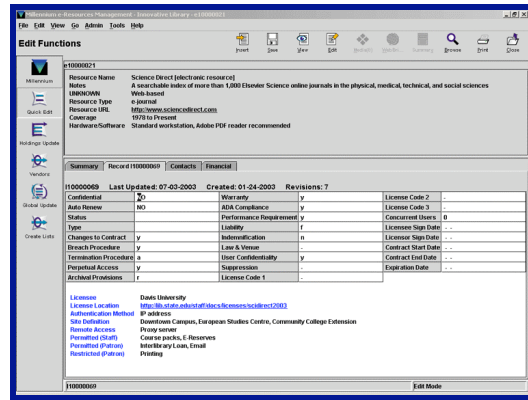 Millennium e-Resources Management · Innovative Library · e10000021
File Edit View Go Admin Tools Help
Edit Functions
Insert Save View Edit Summary Browse Print Close
Millennium
Quick Edit
Holdings Update
Vendors
Global Update
Create Lists
e10000021
Resource Name Science Direct [electronic resource]
Notes A searchable index of more than 1,000 Elsevier Science online journals in the physical, medical, technical, and social sciences
UNKNOWN Web-based
Resource Type e-journal
Resource URL http://www.sciencedirect.com
Coverage 1978 to Present
Hardware/Software Standard workstation, Adobe PDF reader recommended
Summary Record l10000069 Contacts Financial
l10000069 Last Updated: 07-03-2003 Created: 01-24-2003 Revisions: 7
Confidential NO Warranty y License Code 2 -
Auto Renew NO ADA Compliance y License Code 3 -
Status Performance Requirement y Concurrent Users 0
Type Liability f Licensee Sign Date - -
Changes to Contract y Indemnification n Licensor Sign Date - -
Breach Procedure y Law & Venue - Contract Start Date - -
Termination Procedure a User Confidentiality y Contract End Date - -
Perpetual Access y Suppression - Expiration Date - -
Archival Provisions r License Code 1 -
Licensee Davis University
License Location http://lib.state.edu/staff/docs/licenses/scidirect2003
Authentication Method IP address
Site Definition Downtown Campus, European Studies Centre, Community College Extension
Remote Access Proxy server
Permitted (Staff) Course packs, E-Reserves
Permitted (Patron) Interlibrary Loan, Email
Restricted (Patron) Printing
l10000069 Edit Mode